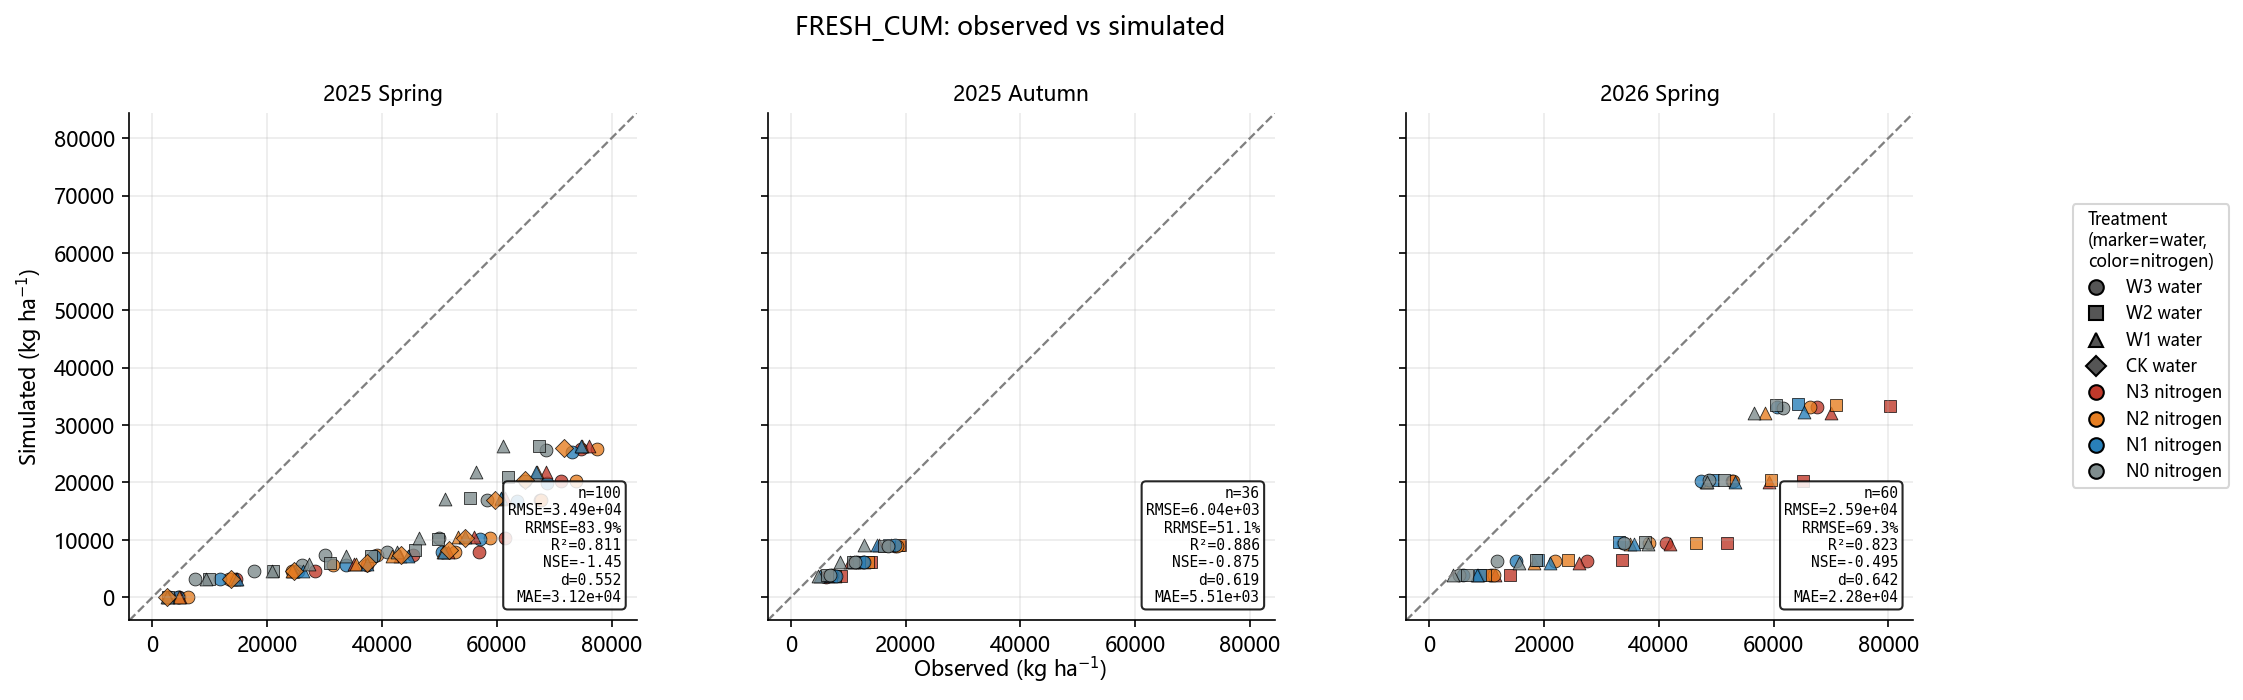 FRESH_CUM: observed vs simulated
2025 Spring
2025 Autumn
2026 Spring
Simulated (kg ha⁻¹)
80000
70000
60000
50000
40000
30000
20000
10000
0
n=100
RMSE=3.49e+04
RRMSE=83.9%
R²=0.811
NSE=-1.45
d=0.552
MAE=3.12e+04
n=36
RMSE=6.04e+03
RRMSE=51.1%
R²=0.886
NSE=-0.875
d=0.619
MAE=5.51e+03
n=60
RMSE=2.59e+04
RRMSE=69.3%
R²=0.823
NSE=-0.495
d=0.642
MAE=2.28e+04
0 20000 40000 60000 80000
0 20000 40000 60000 80000
0 20000 40000 60000 80000
Observed (kg ha⁻¹)
Treatment
(marker=water,
color=nitrogen)
W3 water
W2 water
W1 water
CK water
N3 nitrogen
N2 nitrogen
N1 nitrogen
N0 nitrogen